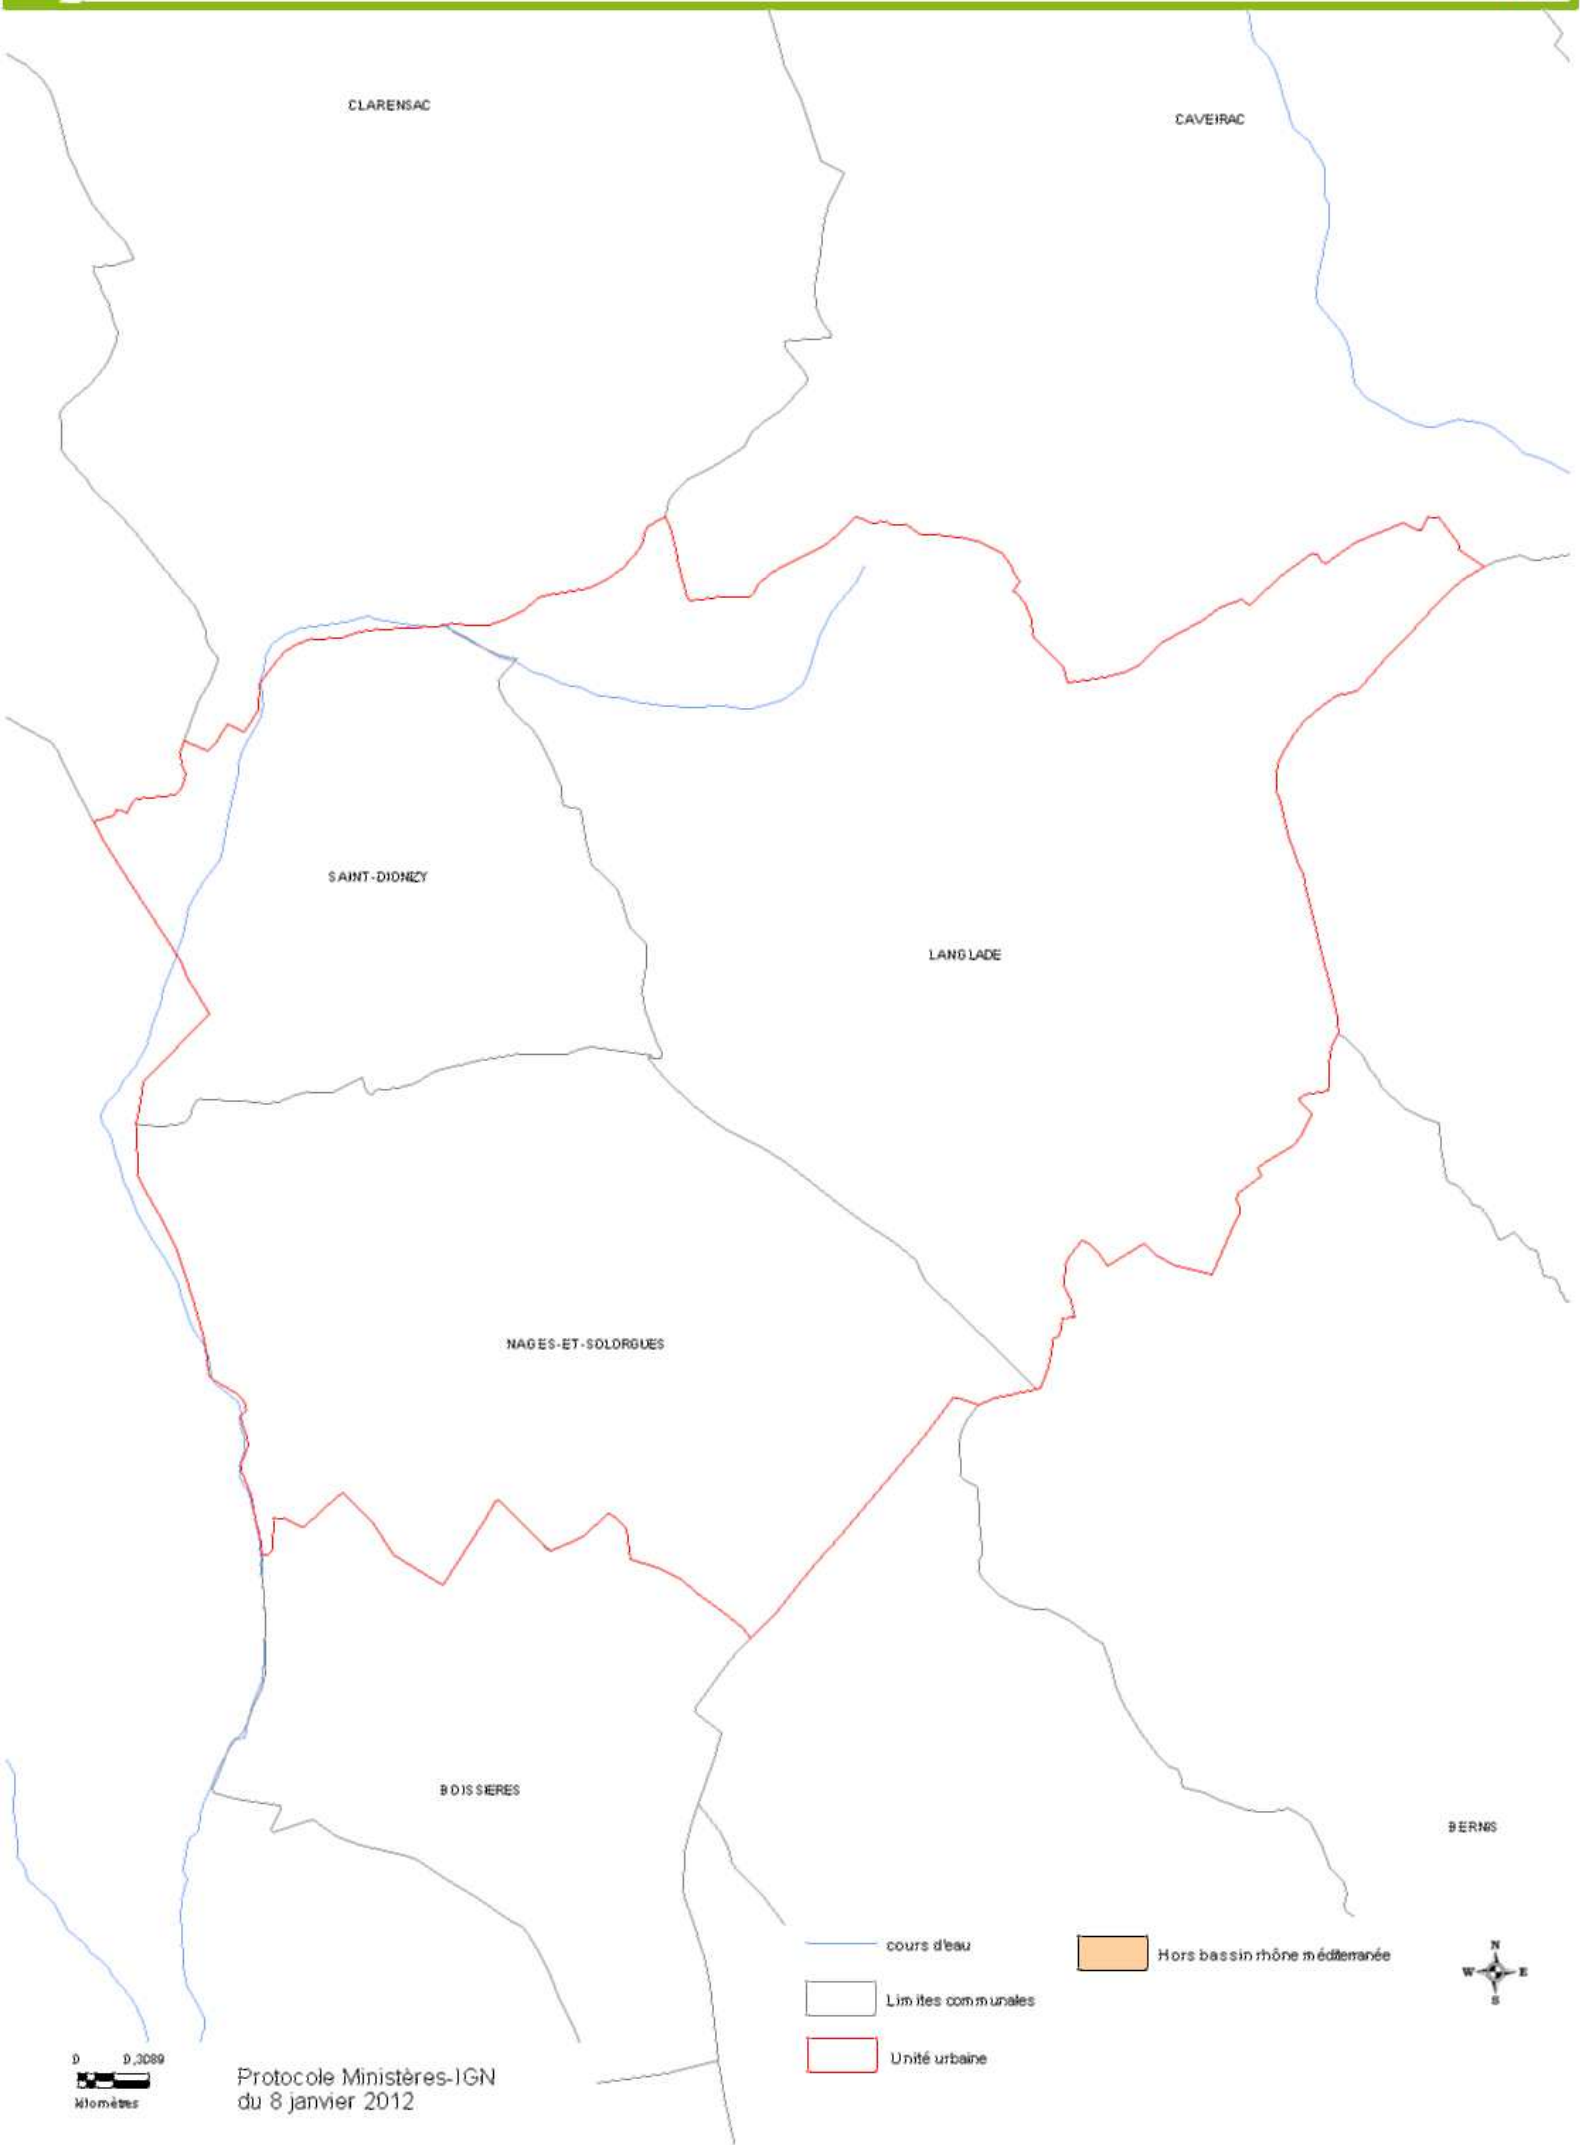 CLARENSAC
CAVEIRAC
SAINT-DIONIZY
LANGLADE
NAGES-ET-SOLORGUES
BOISSIERES
BERNIS
cours d'eau
Hors bassin rhône méditerranée
N
W E
S
Limites communales
Unité urbaine
0 0,3089
kilomètres
Protocole Ministères-IGN
du 8 janvier 2012